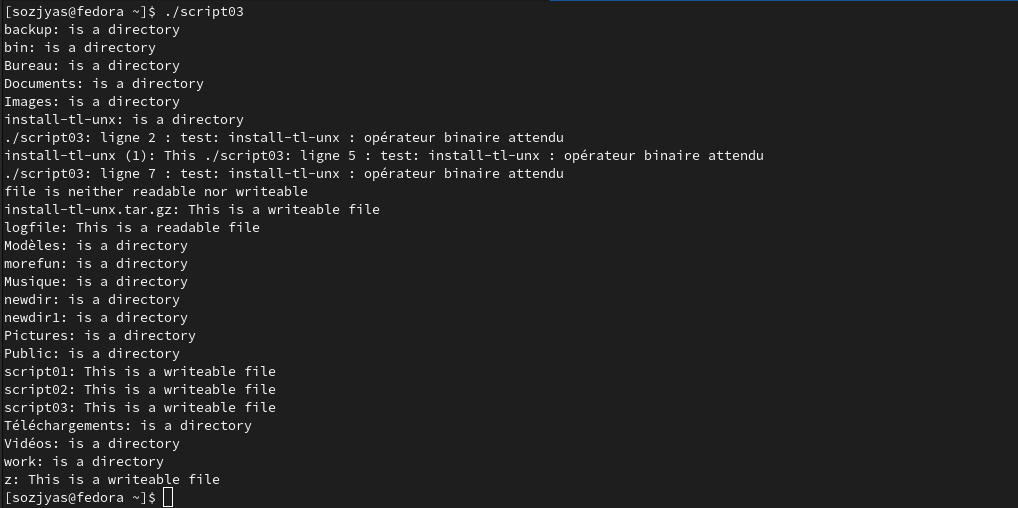 [sozjyas@fedora ~]$ ./script03
backup: is a directory
bin: is a directory
Bureau: is a directory
Documents: is a directory
Images: is a directory
install-tl-unx: is a directory
./script03: ligne 2 : test: install-tl-unx : opérateur binaire attendu
install-tl-unx (1): This ./script03: ligne 5 : test: install-tl-unx : opérateur binaire attendu
./script03: ligne 7 : test: install-tl-unx : opérateur binaire attendu
file is neither readable nor writeable
install-tl-unx.tar.gz: This is a writeable file
logfile: This is a readable file
Modèles: is a directory
morefun: is a directory
Musique: is a directory
newdir: is a directory
newdir1: is a directory
Pictures: is a directory
Public: is a directory
script01: This is a writeable file
script02: This is a writeable file
script03: This is a writeable file
Téléchargements: is a directory
Vidéos: is a directory
work: is a directory
z: This is a writeable file
[sozjyas@fedora ~]$